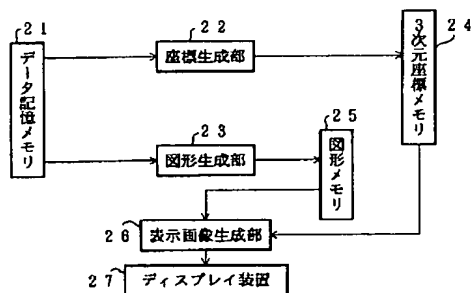 21
データ記憶メモリ
22
座標生成部
3次元座標メモリ
24
23
図形生成部
25
図形メモリ
26
表示画像生成部
27
ディスプレイ装置